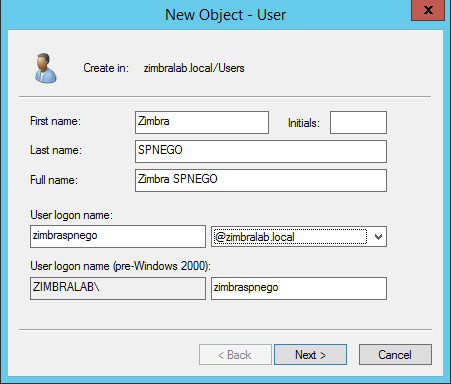 New Object - User
x
Create in: zimbralab.local/Users
First name: Zimbra Initials:
Last name: SPNEGO
Full name: Zimbra SPNEGO
User logon name:
zimbraspnego @zimbralab.local
User logon name (pre-Windows 2000):
ZIMBRALAB\ zimbraspnego
< Back Next > Cancel